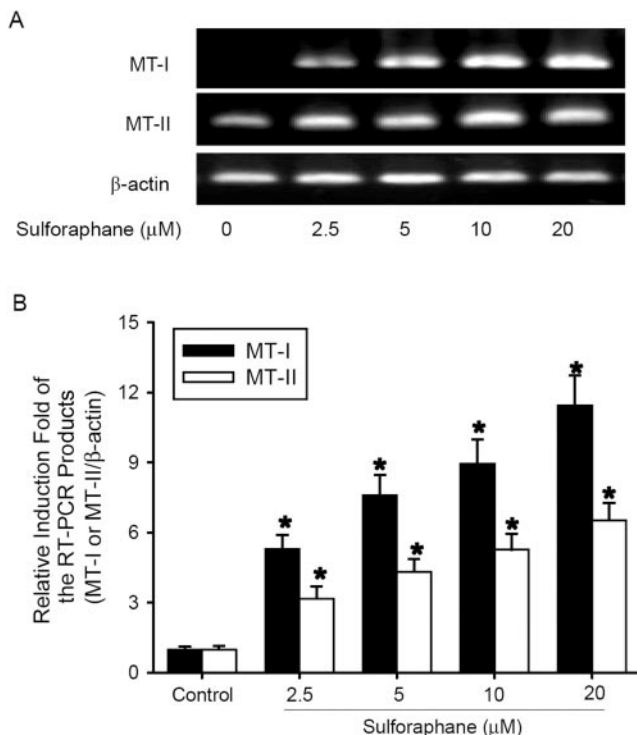 A
MT-I
MT-II
β-actin
Sulforaphane (μM) 0 2.5 5 10 20
B
15
12
9
6
3
0
Relative Induction Fold of
the RT-PCR Products
(MT-I or MT-II/β-actin)
MT-I
MT-II
* * * * * * * *
Control 2.5 5 10 20
Sulforaphane (μM)